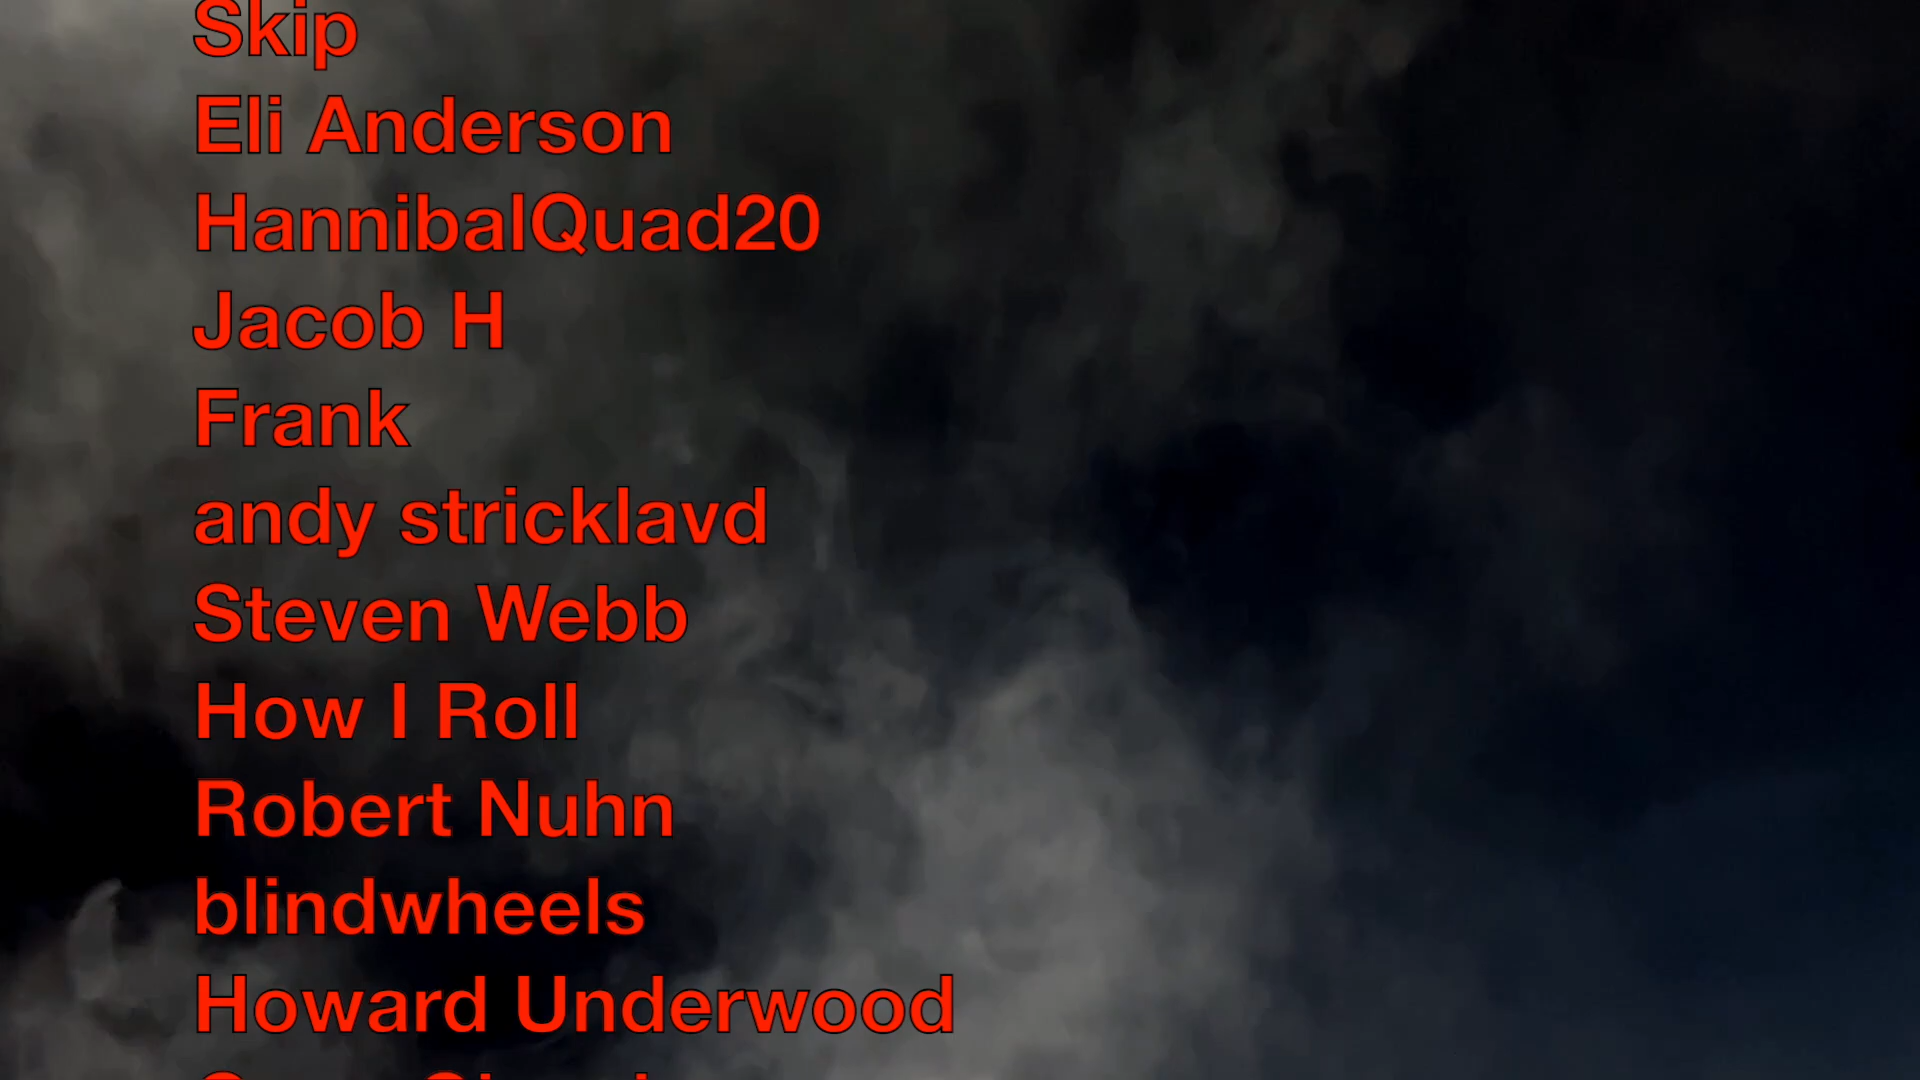 Skip
Eli Anderson
HannibalQuad20
Jacob H
Frank
andy stricklavd
Steven Webb
How I Roll
Robert Nuhn
blindwheels
Howard Underwood